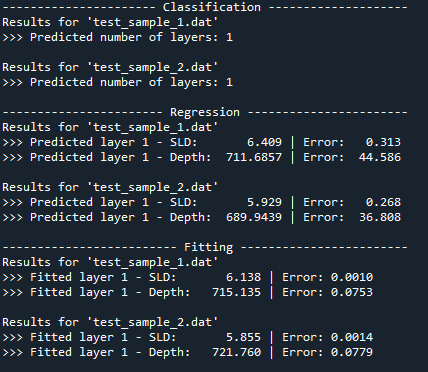 ---------------------- Classification --------------------
Results for 'test_sample_1.dat'
>>> Predicted number of layers: 1
Results for 'test_sample_2.dat'
>>> Predicted number of layers: 1
----------------------- Regression -----------------------
Results for 'test_sample_1.dat'
>>> Predicted layer 1 - SLD:       6.409 | Error:   0.313
>>> Predicted layer 1 - Depth:  711.6857 | Error:  44.586
Results for 'test_sample_2.dat'
>>> Predicted layer 1 - SLD:       5.929 | Error:   0.268
>>> Predicted layer 1 - Depth:  689.9439 | Error:  36.808
------------------------- Fitting ------------------------
Results for 'test_sample_1.dat'
>>> Fitted layer 1 - SLD:       6.138 | Error: 0.0010
>>> Fitted layer 1 - Depth:   715.135 | Error: 0.0753
Results for 'test_sample_2.dat'
>>> Fitted layer 1 - SLD:       5.855 | Error: 0.0014
>>> Fitted layer 1 - Depth:   721.760 | Error: 0.0779